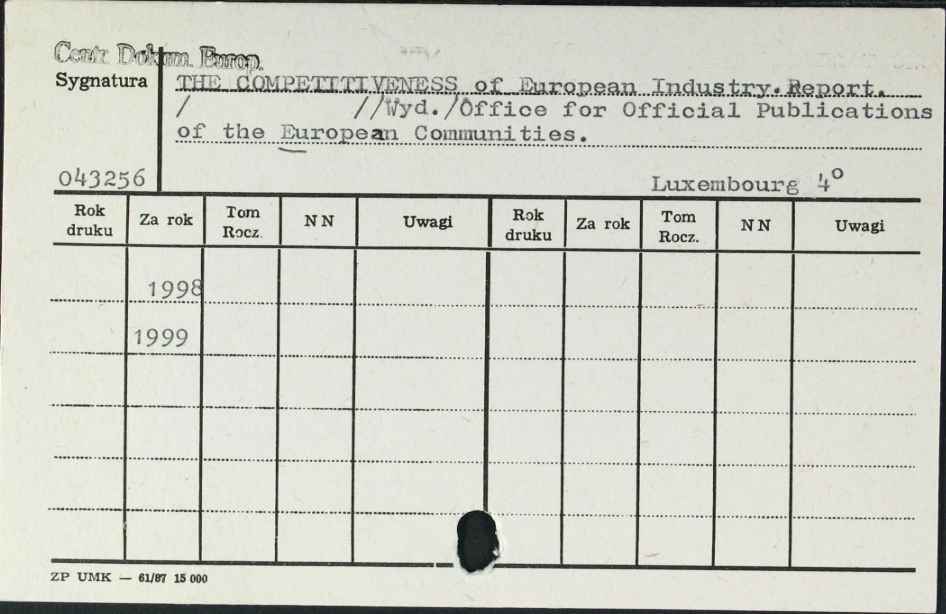 Centr. Dokum. Europ.
Sygnatura
THE COMPETITIVENESS of European Industry.Report.
/ //Wyd./Office for Official Publications
of the European Communities.
043256
Luxembourg 4°
Rok druku Za rok Tom Rocz. NN Uwagi Rok druku Za rok Tom Rocz. NN Uwagi
1998
1999
ZP UMK — 61/87 15 000